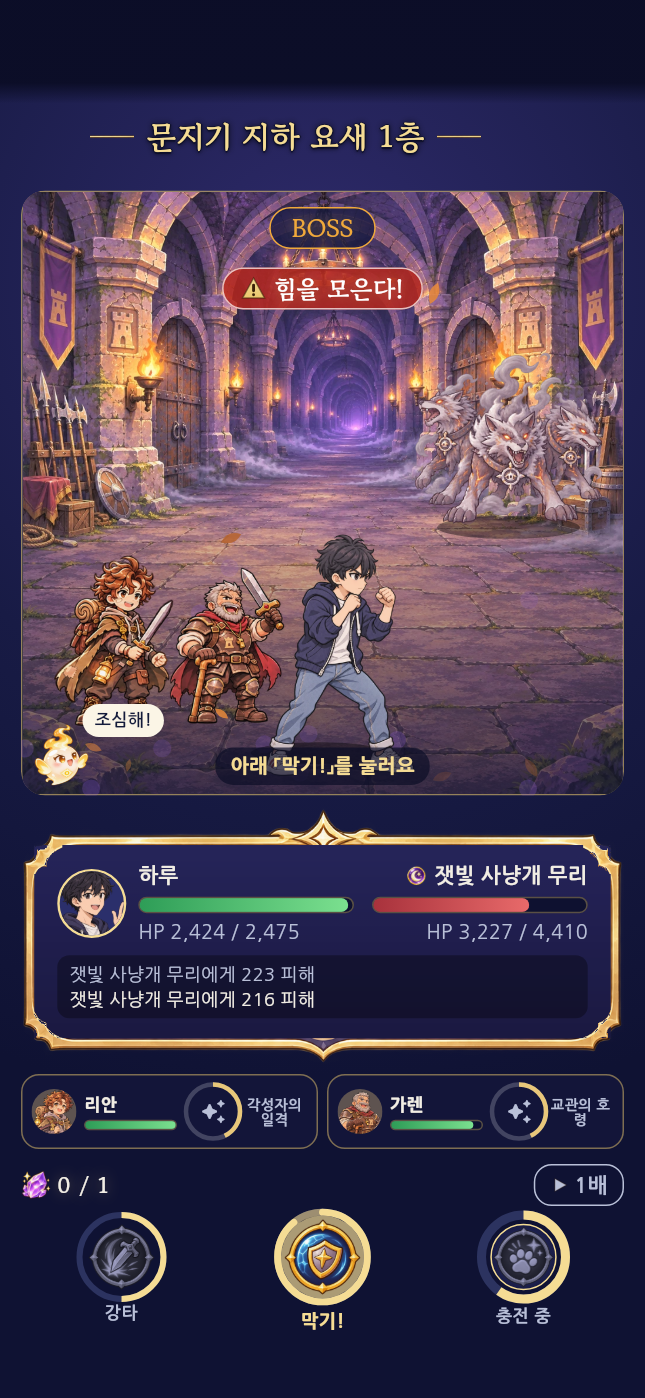 문지기 지하 요새 1층
BOSS
힘을 모은다!
조심해!
아래 「막기!」를 눌러요
하루
잿빛 사냥개 무리
HP 2,424 / 2,475
HP 3,227 / 4,410
잿빛 사냥개 무리에게 223 피해
잿빛 사냥개 무리에게 216 피해
리안
각성자의
일격
가렌
교관의 호
령
0 / 1
▶ 1배
강타
막기!
충전 중